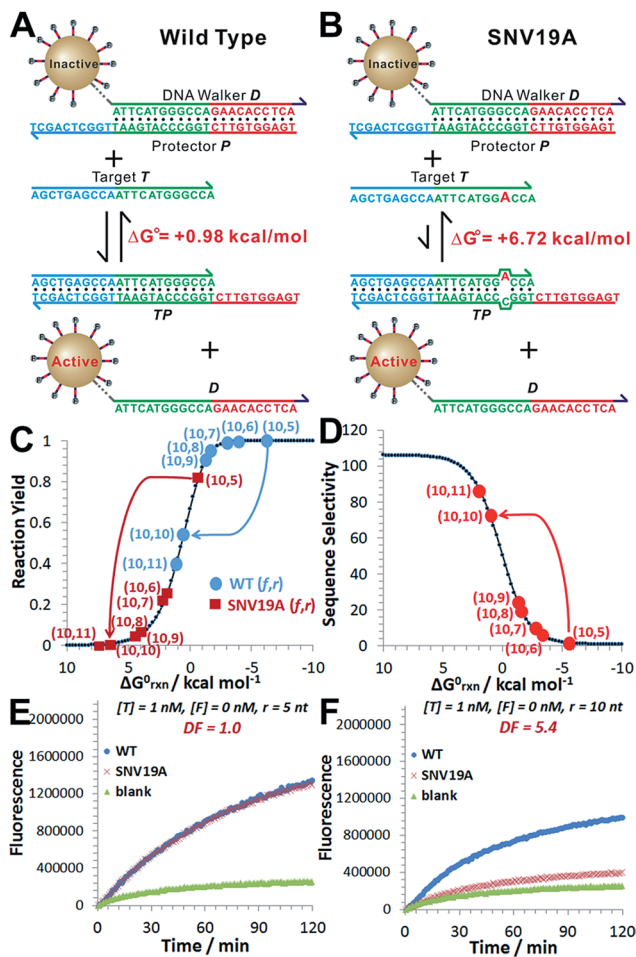 A
Wild Type
F
Inactive
DNA Walker D
ATTCATGGGCCAGAACACCTCA
TCGACTCGGTTAAGTACCCGGTCTTGTGGAGT
Protector P
+
Target T
AGCTGAGCCAATTCATGGGCCA
ΔG°= +0.98 kcal/mol
AGCTGAGCCAATTCATGGGCCA
TCGACTCGGTTAAGTACCCGGTCTTGTGGAGT
TP
+
Active
D
ATTCATGGGCCAGAACACCTCA
B
SNV19A
F
Inactive
DNA Walker D
ATTCATGGGCCAGAACACCTCA
TCGACTCGGTTAAGTACCCGGTCTTGTGGAGT
Protector P
+
Target T
AGCTGAGCCAATTCATGGACCA
ΔG°= +6.72 kcal/mol
AGCTGAGCCAATTCATGGACCA
TCGACTCGGTTAAGTACCCGGTCTTGTGGAGT
TP
+
Active
D
ATTCATGGGCCAGAACACCTCA
C
Reaction Yield
1
0.8
0.6
0.4
0.2
0
(10,7)
(10,6)
(10,5)
(10,8)
(10,9)
(10,5)
(10,10)
(10,11)
WT (f,r)
SNV19A (f,r)
(10,6)
(10,7)
(10,8)
(10,11)
(10,9)
(10,10)
10 5 0 -5 -10
ΔG⁰rxn / kcal mol⁻¹
D
Sequence Selectivity
120
100
80
60
40
20
0
(10,11)
(10,10)
(10,9)
(10,8)
(10,7)
(10,6)
(10,5)
10 5 0 -5 -10
ΔG⁰rxn / kcal mol⁻¹
E
Fluorescence
2000000
1600000
1200000
800000
400000
0
[T] = 1 nM, [F] = 0 nM, r = 5 nt
DF = 1.0
WT
SNV19A
blank
0 30 60 90 120
Time / min
F
Fluorescence
2000000
1600000
1200000
800000
400000
0
[T] = 1 nM, [F] = 0 nM, r = 10 nt
DF = 5.4
WT
SNV19A
blank
0 30 60 90 120
Time / min